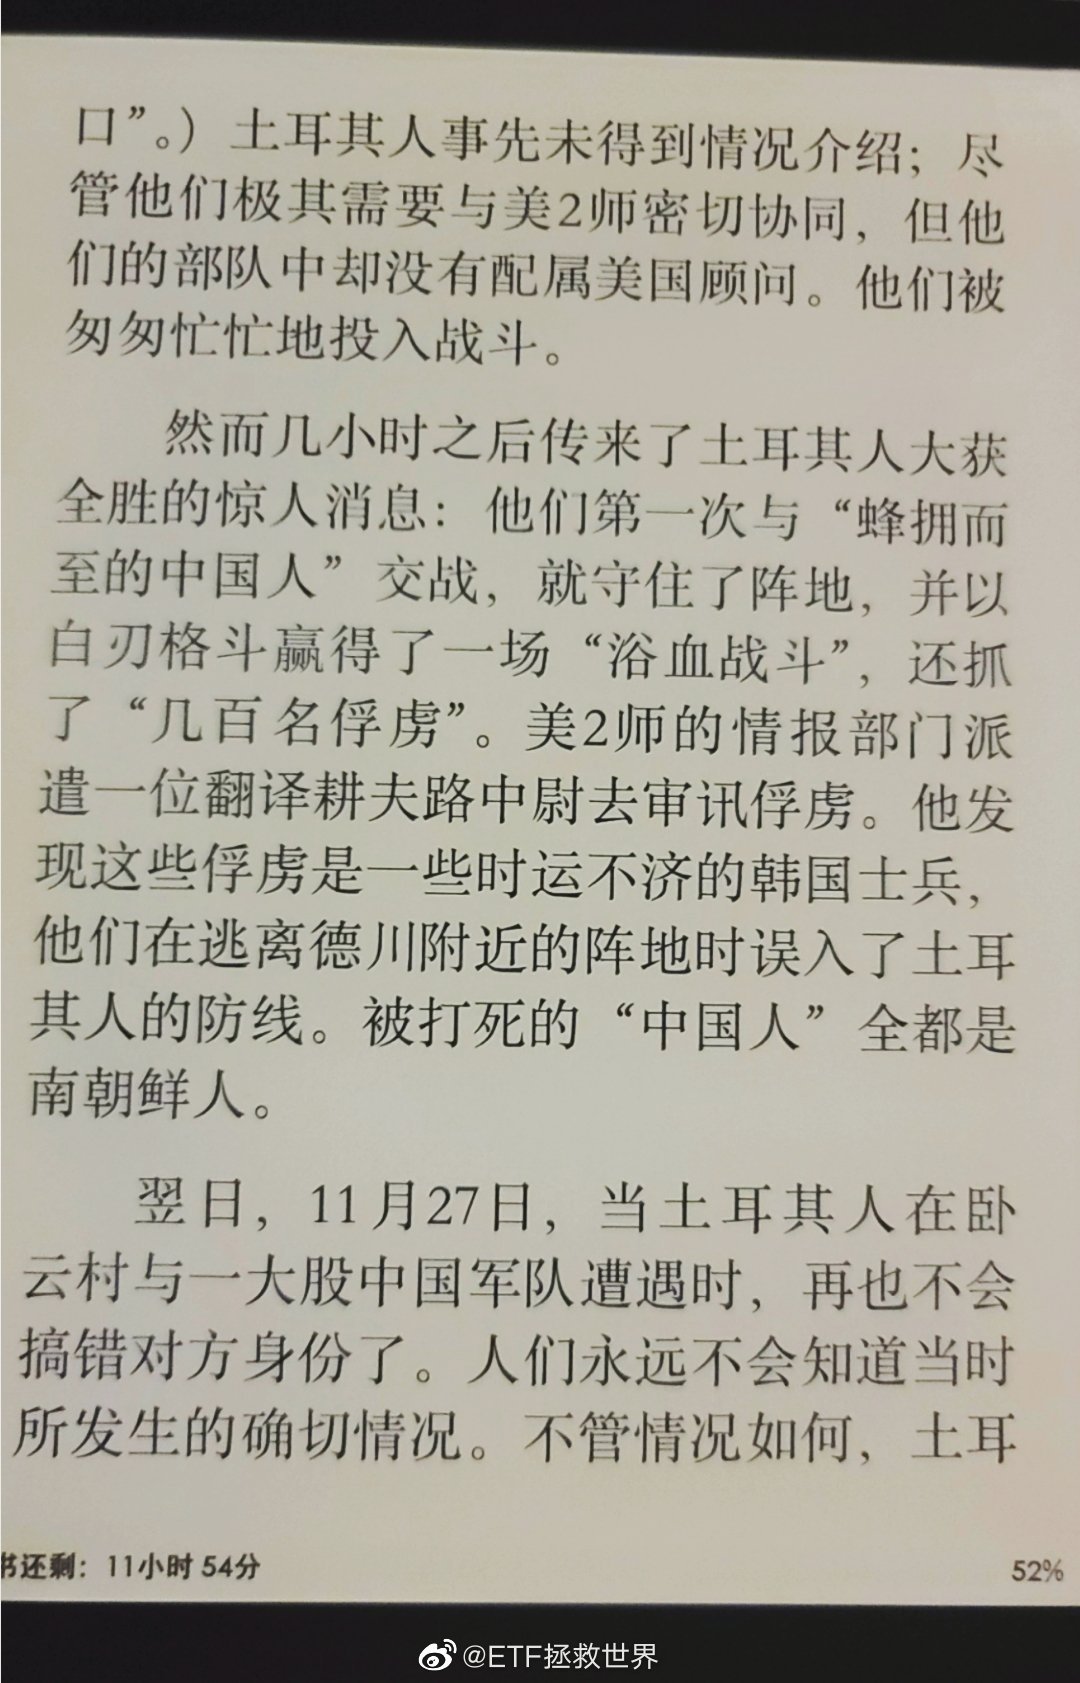 口”。）土耳其人事先未得到情况介绍；尽
管他们极其需要与美2师密切协同，但他
们的部队中却没有配属美国顾问。他们被
匆匆忙忙地投入战斗。
然而几小时之后传来了土耳其人大获
全胜的惊人消息：他们第一次与“蜂拥而
至的中国人”交战，就守住了阵地，并以
白刃格斗赢得了一场“浴血战斗”，还抓
了“几百名俘虏”。美2师的情报部门派
遣一位翻译耕夫路中尉去审讯俘虏。他发
现这些俘虏是一些时运不济的韩国士兵，
他们在逃离德川附近的阵地时误入了土耳
其人的防线。被打死的“中国人”全都是
南朝鲜人。
翌日，11月27日，当土耳其人在卧
云村与一大股中国军队遭遇时，再也不会
搞错对方身份了。人们永远不会知道当时
所发生的确切情况。不管情况如何，土耳
书还剩：11小时 54分
52%
@ETF拯救世界